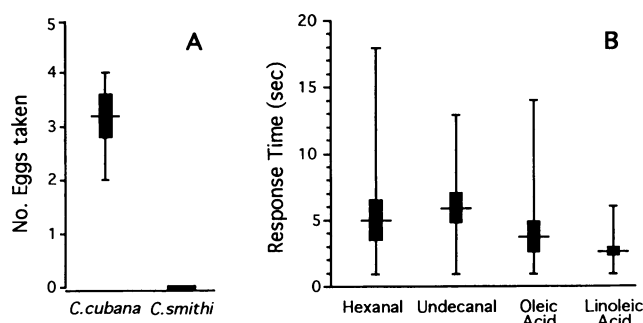 No. Eggs taken
5
4
3
2
1
0
A
C.cubana C.smithi
Response Time (sec)
20
15
10
5
0
B
Hexanal Undecanal Oleic Linoleic
Acid Acid